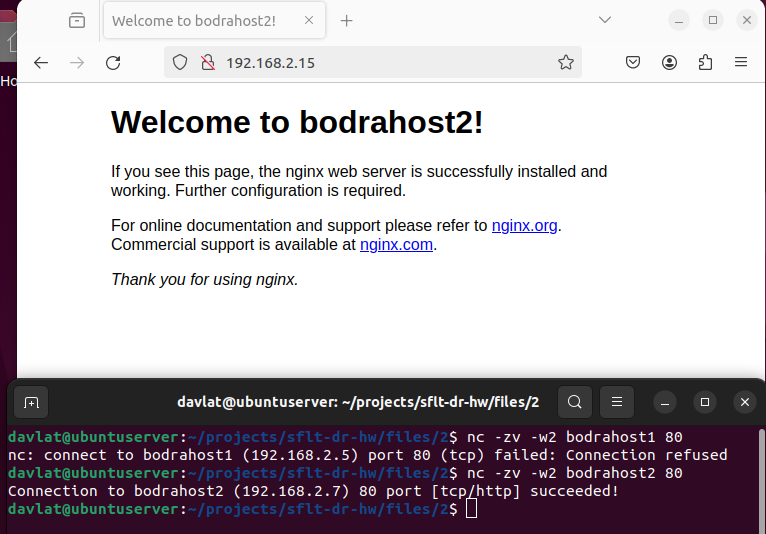 Welcome to bodrahost2!
192.168.2.15
Ho
Welcome to bodrahost2!
If you see this page, the nginx web server is successfully installed and
working. Further configuration is required.
For online documentation and support please refer to nginx.org.
Commercial support is available at nginx.com.
Thank you for using nginx.
davlat@ubuntuserver: ~/projects/sflt-dr-hw/files/2
davlat@ubuntuserver:~/projects/sflt-dr-hw/files/2$ nc -zv -w2 bodrahost1 80
nc: connect to bodrahost1 (192.168.2.5) port 80 (tcp) failed: Connection refused
davlat@ubuntuserver:~/projects/sflt-dr-hw/files/2$ nc -zv -w2 bodrahost2 80
Connection to bodrahost2 (192.168.2.7) 80 port [tcp/http] succeeded!
davlat@ubuntuserver:~/projects/sflt-dr-hw/files/2$